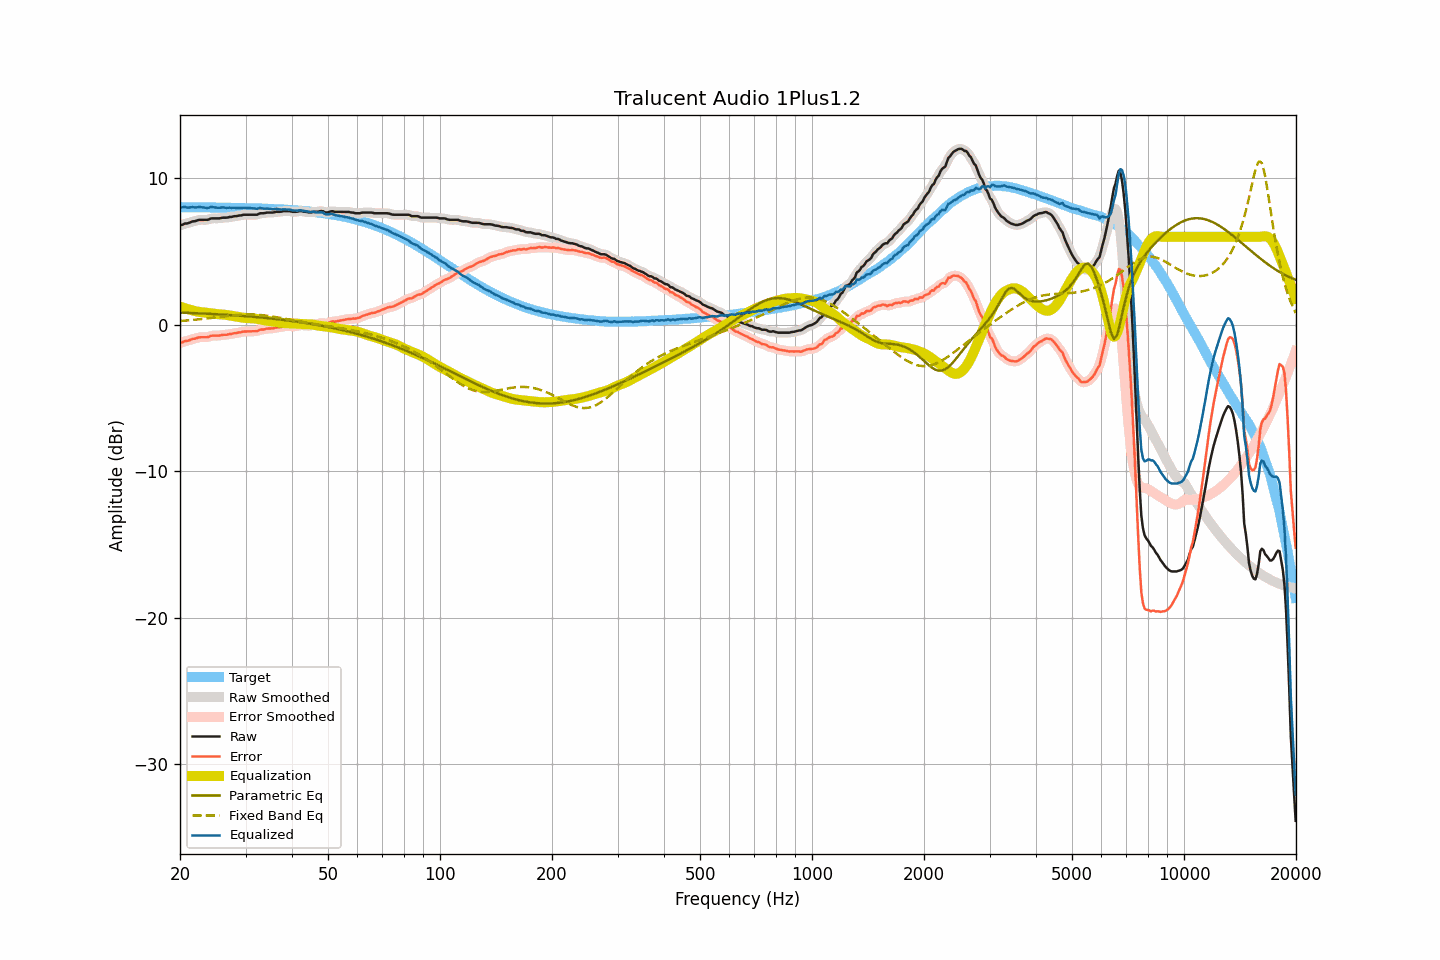 Tralucent Audio 1Plus1.2
10
0
−10
−20
−30
Amplitude (dBr)
Target
Raw Smoothed
Error Smoothed
Raw
Error
Equalization
Parametric Eq
Fixed Band Eq
Equalized
20 50 100 200 500 1000 2000 5000 10000 20000
Frequency (Hz)